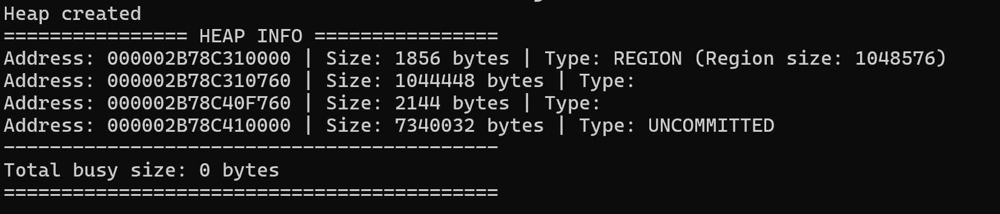 Heap created
================ HEAP INFO ================
Address: 000002B78C310000 | Size: 1856 bytes | Type: REGION (Region size: 1048576)
Address: 000002B78C310760 | Size: 1044448 bytes | Type:
Address: 000002B78C40F760 | Size: 2144 bytes | Type:
Address: 000002B78C410000 | Size: 7340032 bytes | Type: UNCOMMITTED
-------------------------------------------
Total busy size: 0 bytes
===========================================